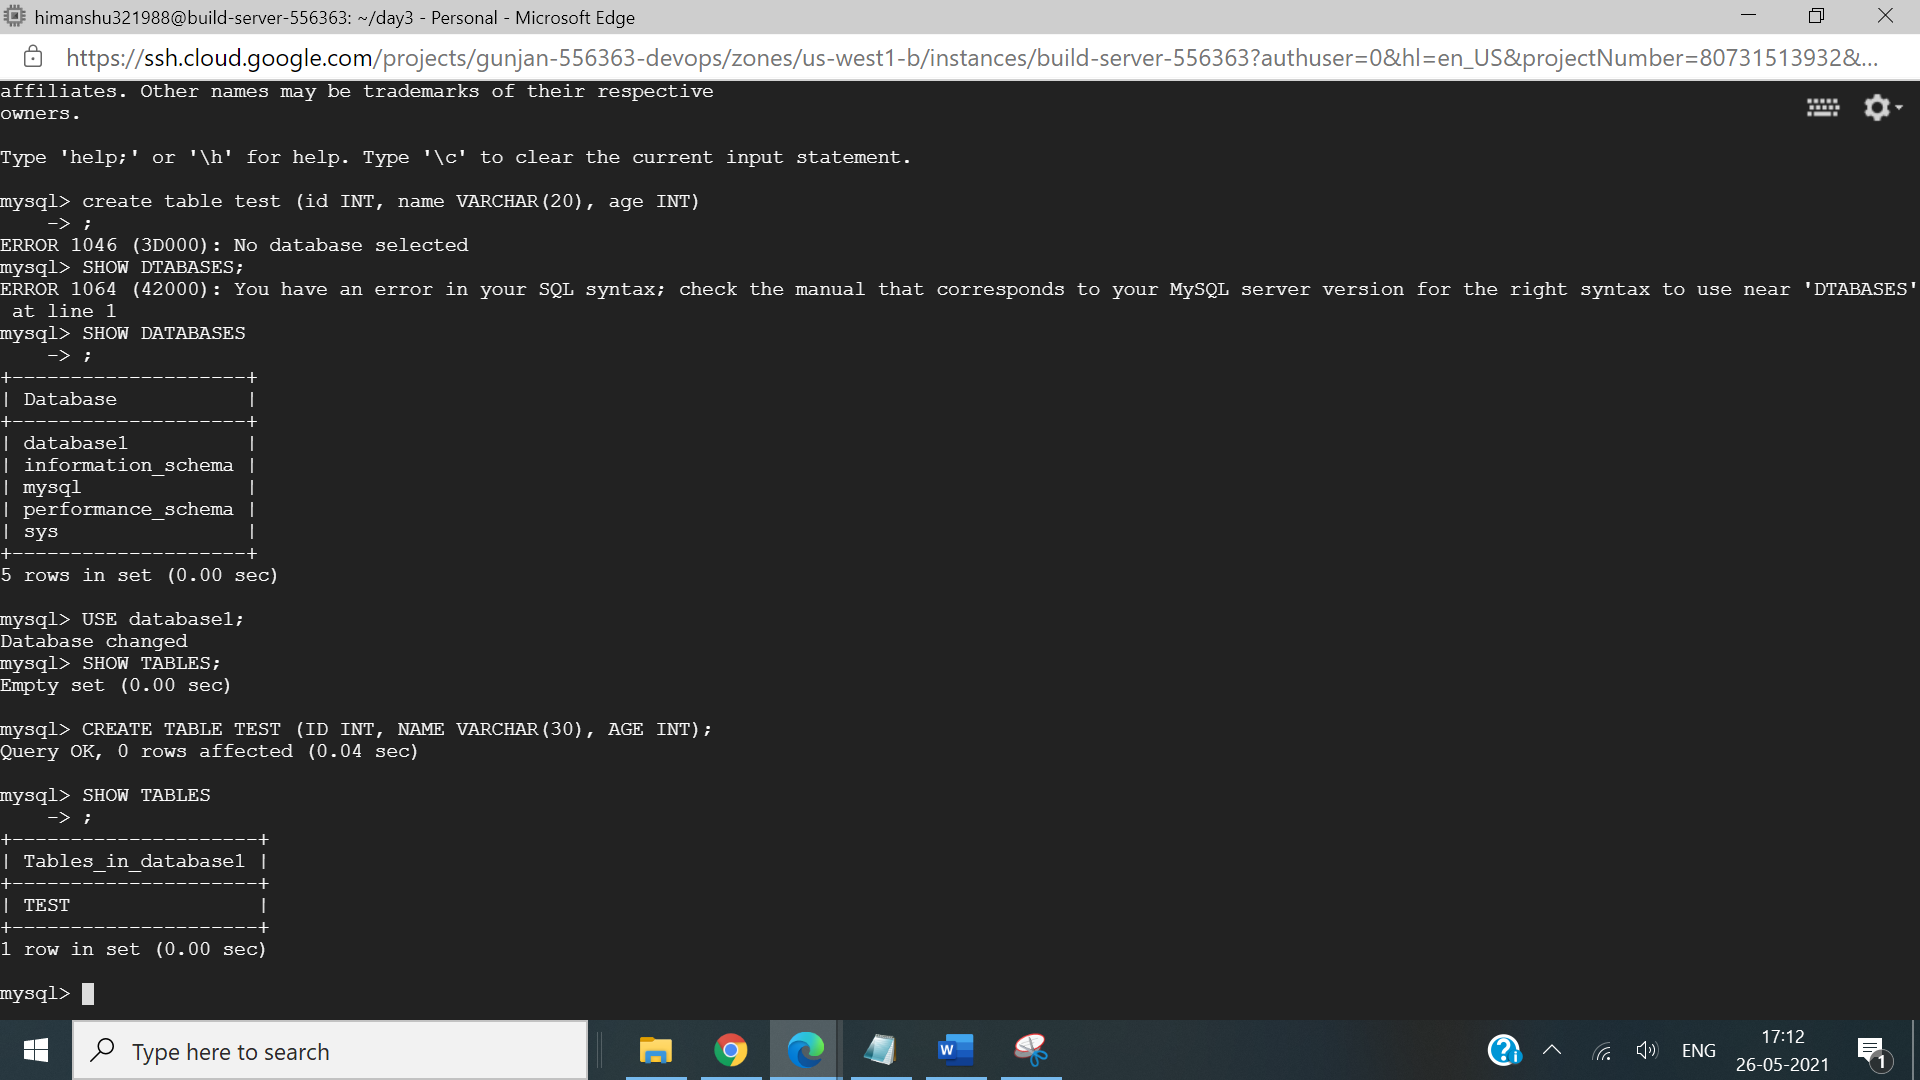 himanshu321988@build-server-556363: ~/day3 - Personal - Microsoft Edge
https://ssh.cloud.google.com/projects/gunjan-556363-devops/zones/us-west1-b/instances/build-server-556363?authuser=0&hl=en_US&projectNumber=80731513932&...
affiliates. Other names may be trademarks of their respective
owners.
Type 'help;' or '\h' for help. Type '\c' to clear the current input statement.
mysql> create table test (id INT, name VARCHAR(20), age INT)
    -> ;
ERROR 1046 (3D000): No database selected
mysql> SHOW DTABASES;
ERROR 1064 (42000): You have an error in your SQL syntax; check the manual that corresponds to your MySQL server version for the right syntax to use near 'DTABASES'
 at line 1
mysql> SHOW DATABASES
    -> ;
+--------------------+
| Database           |
+--------------------+
| database1          |
| information_schema |
| mysql              |
| performance_schema |
| sys                |
+--------------------+
5 rows in set (0.00 sec)
mysql> USE database1;
Database changed
mysql> SHOW TABLES;
Empty set (0.00 sec)
mysql> CREATE TABLE TEST (ID INT, NAME VARCHAR(30), AGE INT);
Query OK, 0 rows affected (0.04 sec)
mysql> SHOW TABLES
    -> ;
+---------------------+
| Tables_in_database1 |
+---------------------+
| TEST                |
+---------------------+
1 row in set (0.00 sec)
mysql>
Type here to search
ENG
17:12
26-05-2021
1